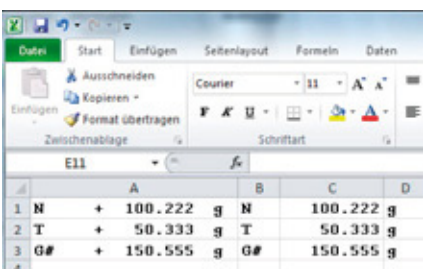 Datei Start Einfügen Seitenlayout Formeln Daten
Ausschneiden
Kopieren
Format übertragen
Einfügen
Courier 11 A A
F K U A
Zwischenablage Schriftart
E11 fx
A B C D
1 N + 100.222 g N 100.222 g
2 T + 50.333 g T 50.333 g
3 G# + 150.555 g G# 150.555 g